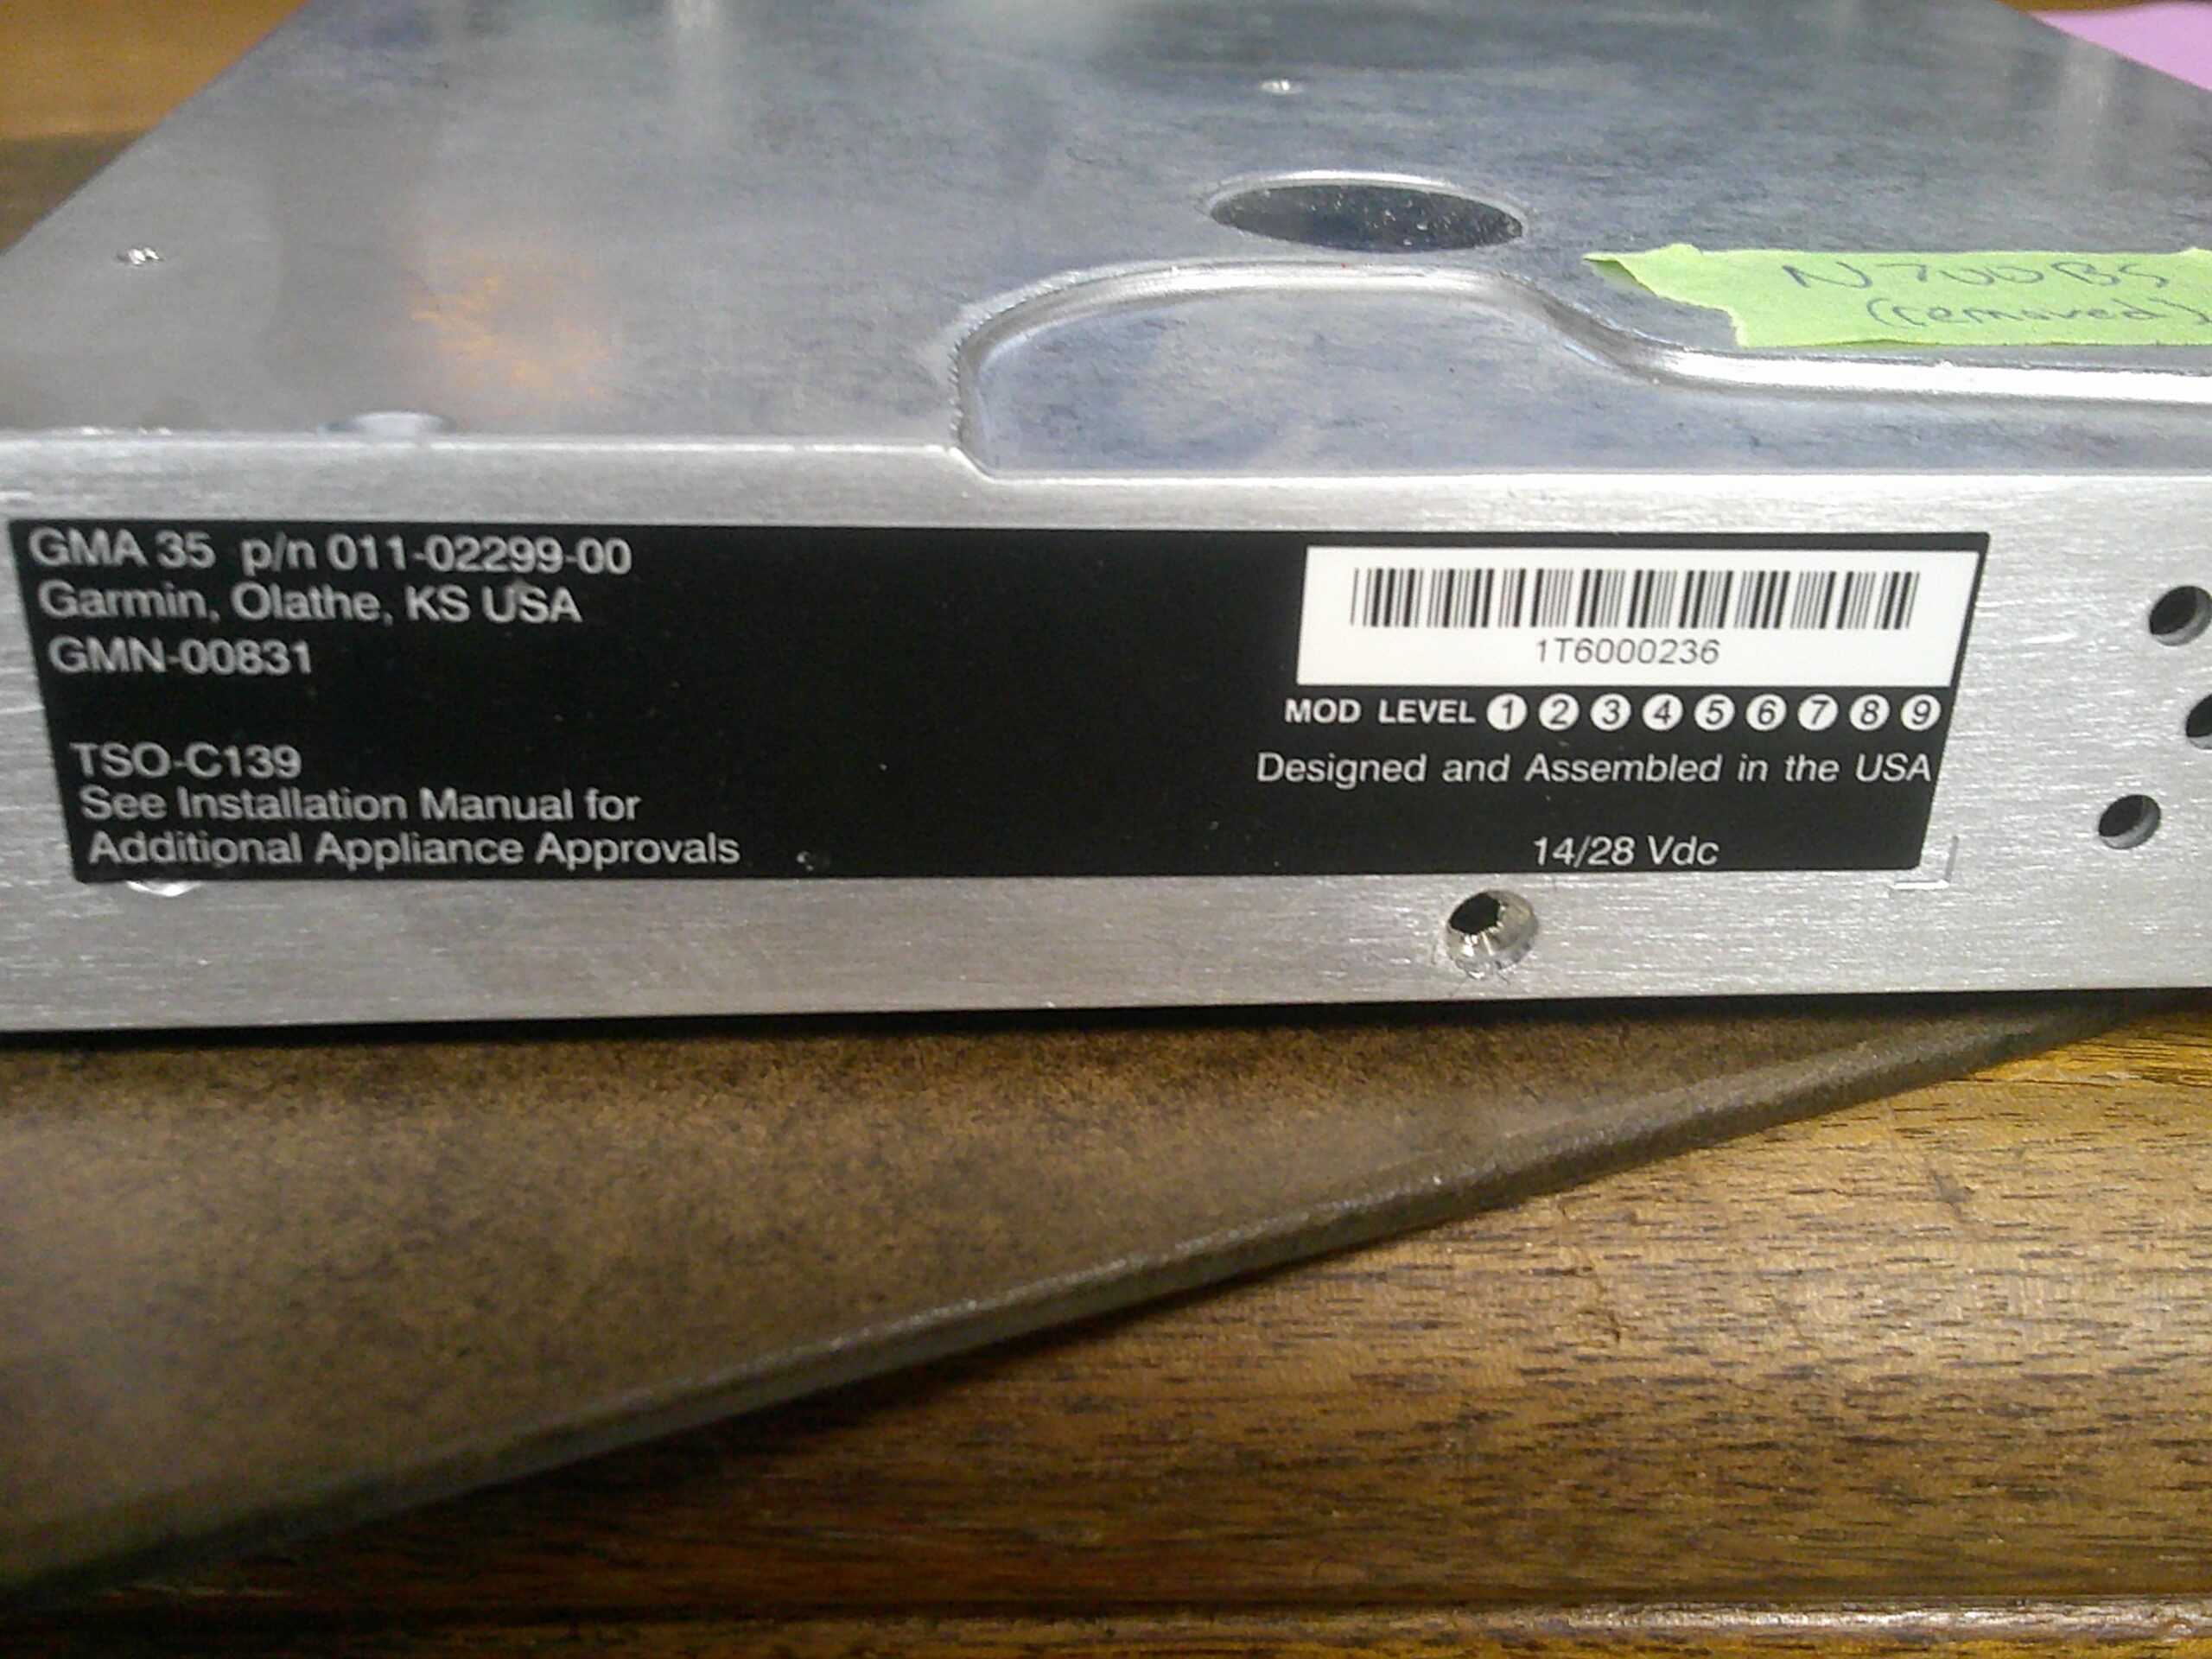 N700BS
(removed)
GMA 35 p/n 011-02299-00
Garmin, Olathe, KS USA
GMN-00831
TSO-C139
See Installation Manual for
Additional Appliance Approvals
1T6000236
MOD LEVEL 1 2 3 4 5 6 7 8 9
Designed and Assembled in the USA
14/28 Vdc